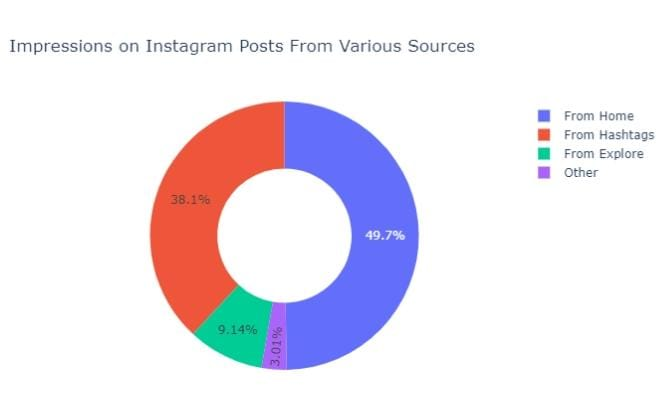 Impressions on Instagram Posts From Various Sources
From Home
From Hashtags
From Explore
Other
38.1%
49.7%
9.14%
3.01%